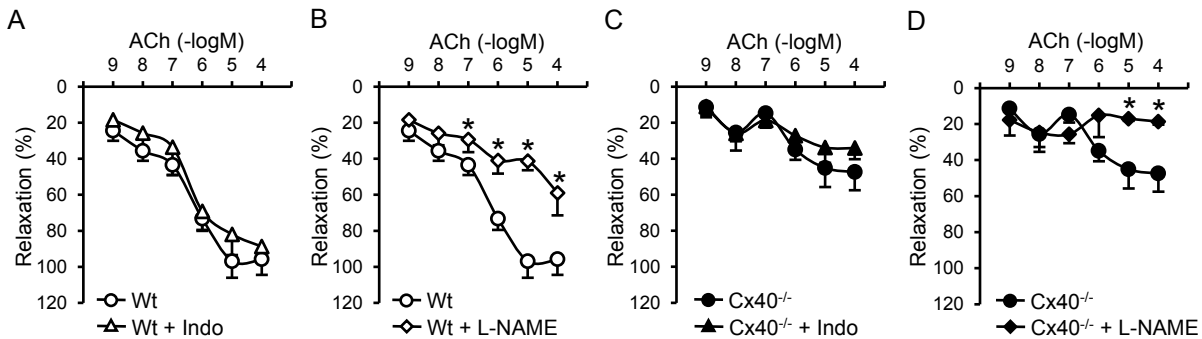 A
ACh (-logM)
9 8 7 6 5 4
Relaxation (%)
0
20
40
60
80
100
120
Wt
Wt + Indo
B
ACh (-logM)
9 8 7 6 5 4
Relaxation (%)
0
20
40
60
80
100
120
* * * *
Wt
Wt + L-NAME
C
ACh (-logM)
9 8 7 6 5 4
Relaxation (%)
0
20
40
60
80
100
120
Cx40-/-
Cx40-/- + Indo
D
ACh (-logM)
9 8 7 6 5 4
Relaxation (%)
0
20
40
60
80
100
120
* *
Cx40-/-
Cx40-/- + L-NAME